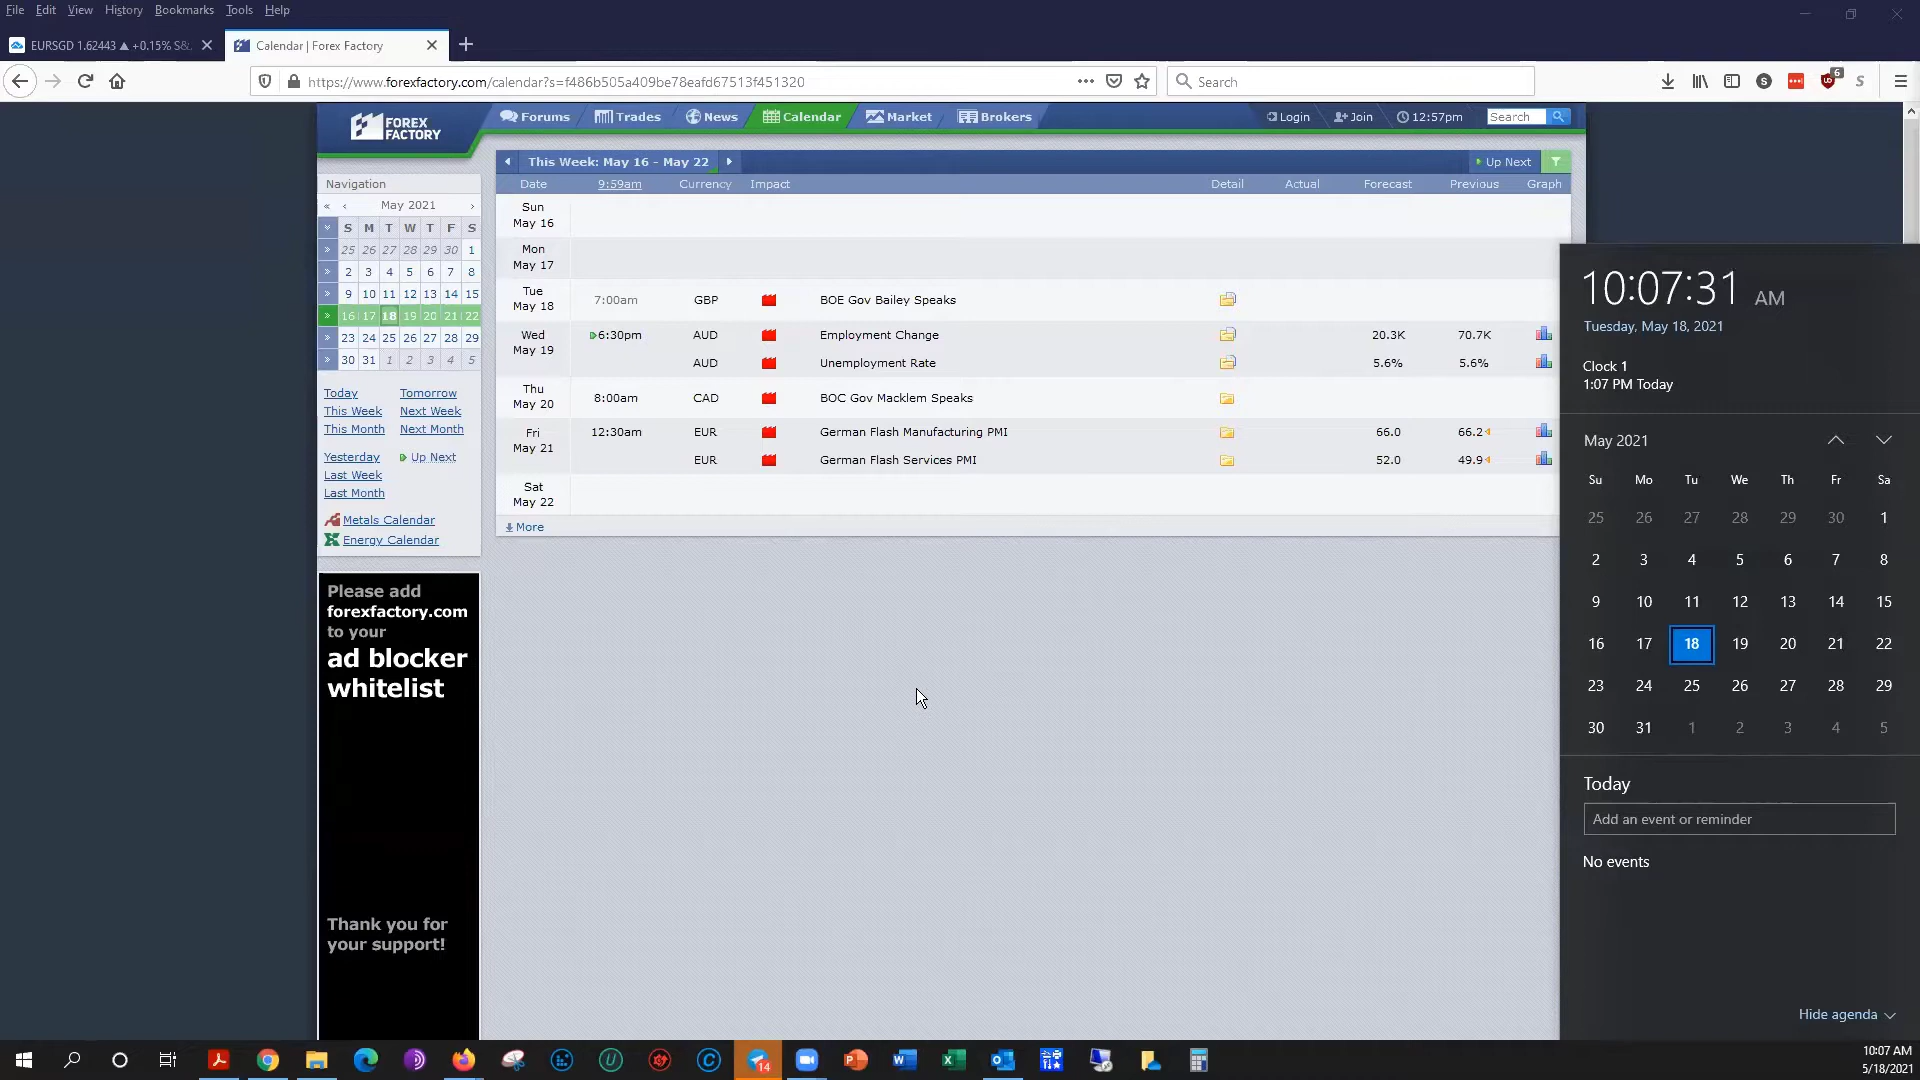 File Edit View History Bookmarks Tools Help
EURSGD 1.62443 ▲ +0.15% S&
Calendar | Forex Factory
https://www.forexfactory.com/calendar?s=f486b505a409be78eafd67513f451320
Search
6
FOREX
FACTORY
Forums Trades News Calendar Market Brokers
Login Join 12:57pm Search
This Week: May 16 - May 22
Up Next
Date 9:59am Currency Impact Detail Actual Forecast Previous Graph
Sun
May 16
Mon
May 17
Tue
May 18
7:00am GBP BOE Gov Bailey Speaks
Wed
May 19
6:30pm AUD Employment Change 20.3K 70.7K
AUD Unemployment Rate 5.6% 5.6%
Thu
May 20
8:00am CAD BOC Gov Macklem Speaks
Fri
May 21
12:30am EUR German Flash Manufacturing PMI 66.0 66.2
EUR German Flash Services PMI 52.0 49.9
Sat
May 22
More
Navigation
« ‹ May 2021 ›
S M T W T F S
25 26 27 28 29 30 1
2 3 4 5 6 7 8
9 10 11 12 13 14 15
16 17 18 19 20 21 22
23 24 25 26 27 28 29
30 31 1 2 3 4 5
Today Tomorrow
This Week Next Week
This Month Next Month
Yesterday Up Next
Last Week
Last Month
Metals Calendar
Energy Calendar
Please add
forexfactory.com
to your
ad blocker
whitelist
Thank you for
your support!
10:07:31 AM
Tuesday, May 18, 2021
Clock 1
1:07 PM Today
May 2021
Su Mo Tu We Th Fr Sa
25 26 27 28 29 30 1
2 3 4 5 6 7 8
9 10 11 12 13 14 15
16 17 18 19 20 21 22
23 24 25 26 27 28 29
30 31 1 2 3 4 5
Today
Add an event or reminder
No events
Hide agenda
14
10:07 AM
5/18/2021